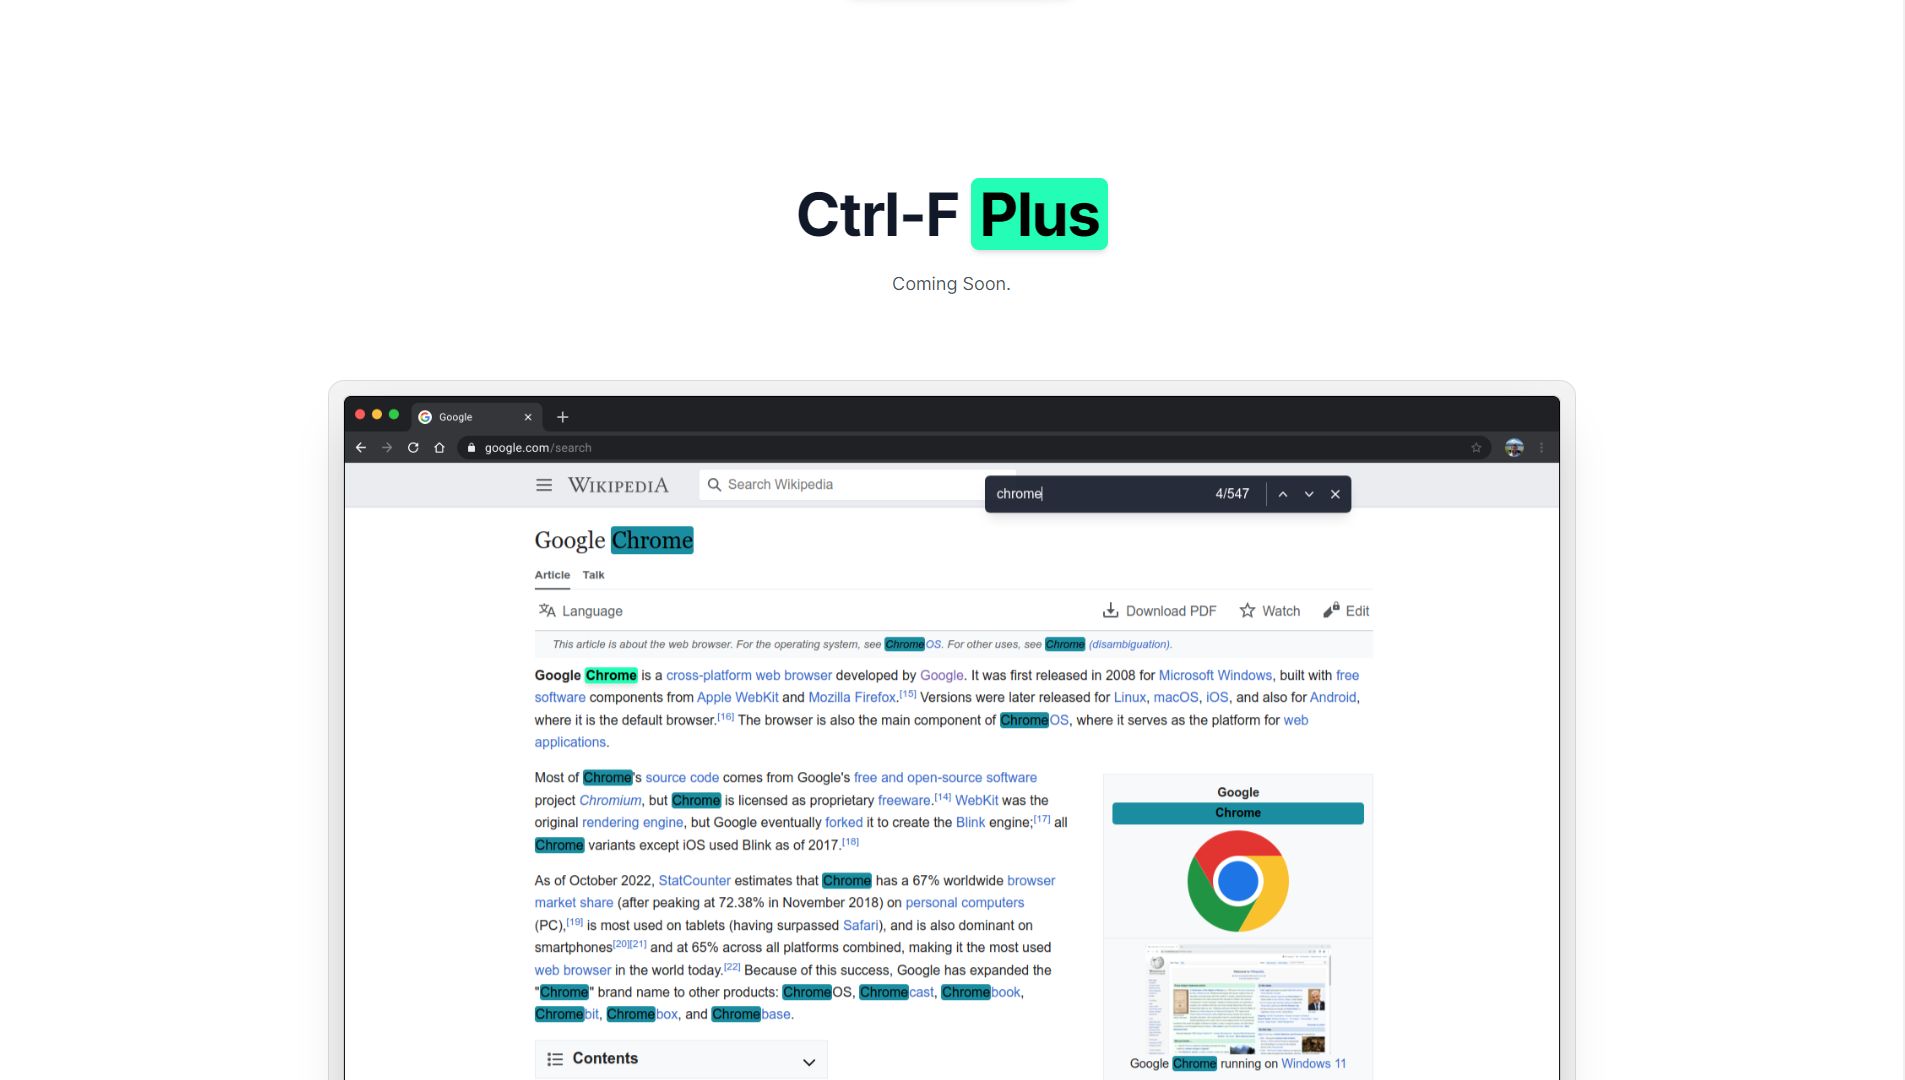 Ctrl-F Plus
Coming Soon.
Google
google.com/search
WIKIPEDIA
Search Wikipedia
chrome
4/547
Google Chrome
Article Talk
Language
Download PDF Watch Edit
This article is about the web browser. For the operating system, see ChromeOS. For other uses, see Chrome (disambiguation).
Google Chrome is a cross-platform web browser developed by Google. It was first released in 2008 for Microsoft Windows, built with free
software components from Apple WebKit and Mozilla Firefox.[15] Versions were later released for Linux, macOS, iOS, and also for Android,
where it is the default browser.[16] The browser is also the main component of ChromeOS, where it serves as the platform for web
applications.
Most of Chrome's source code comes from Google's free and open-source software
project Chromium, but Chrome is licensed as proprietary freeware.[14] WebKit was the
original rendering engine, but Google eventually forked it to create the Blink engine;[17] all
Chrome variants except iOS used Blink as of 2017.[18]
As of October 2022, StatCounter estimates that Chrome has a 67% worldwide browser
market share (after peaking at 72.38% in November 2018) on personal computers
(PC),[19] is most used on tablets (having surpassed Safari), and is also dominant on
smartphones[20][21] and at 65% across all platforms combined, making it the most used
web browser in the world today.[22] Because of this success, Google has expanded the
"Chrome" brand name to other products: ChromeOS, Chromecast, Chromebook,
Chromebit, Chromebox, and Chromebase.
Contents
Google
Chrome
Google Chrome running on Windows 11